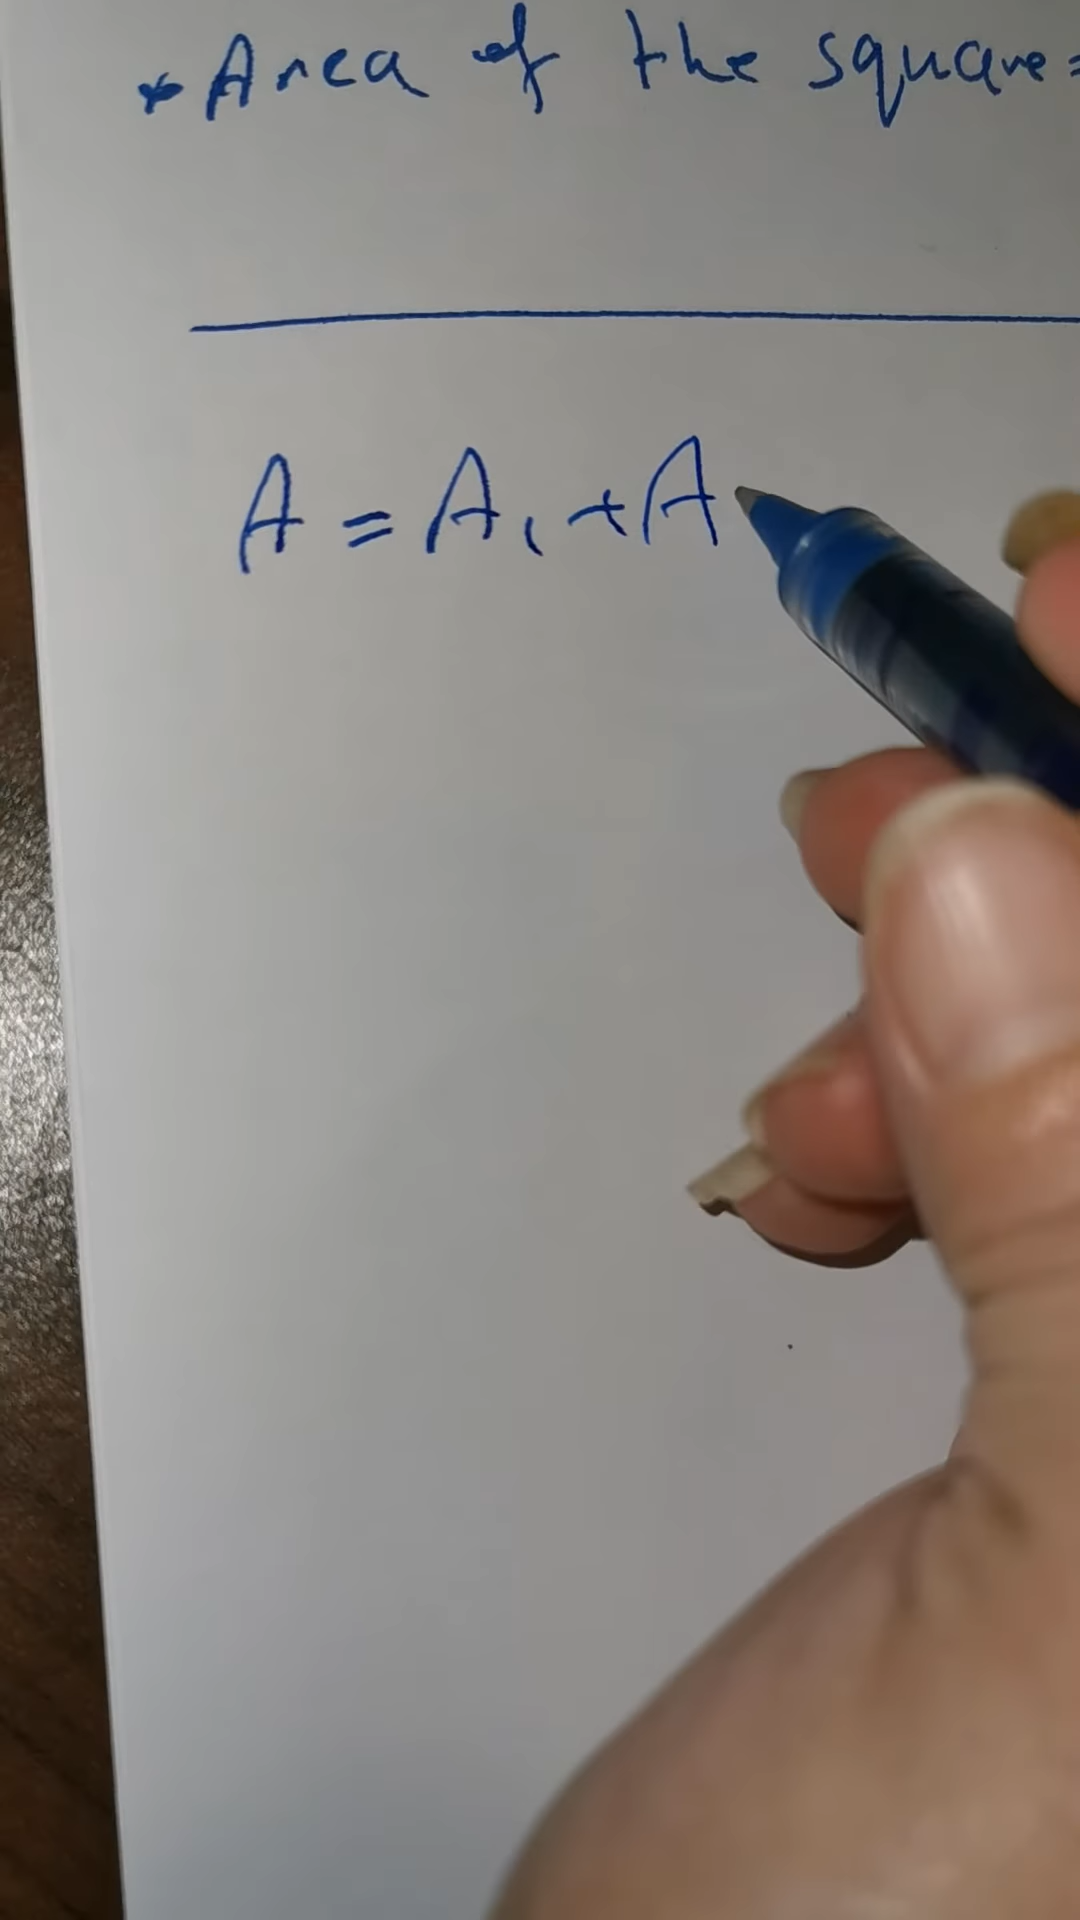 * Area of the square =
A = A₁ + A